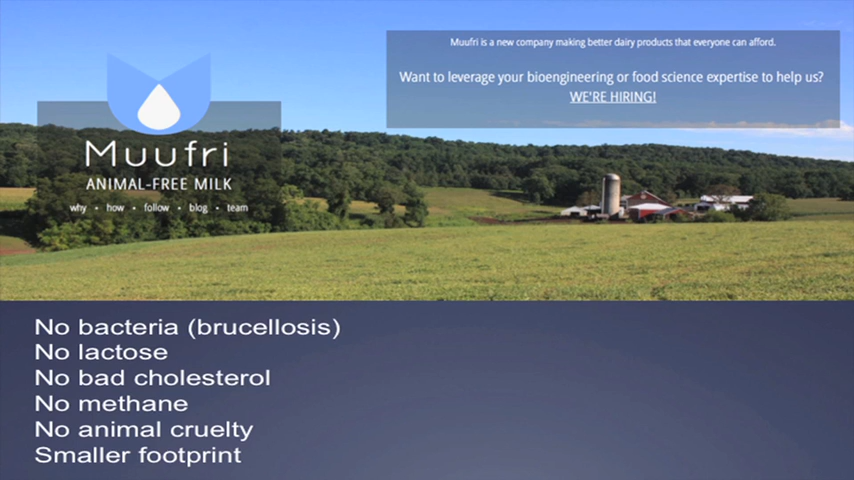 Muufri is a new company making better dairy products that everyone can afford.
Want to leverage your bioengineering or food science expertise to help us?
WE'RE HIRING!
Muufri
ANIMAL-FREE MILK
why • how • follow • blog • team
No bacteria (brucellosis)
No lactose
No bad cholesterol
No methane
No animal cruelty
Smaller footprint